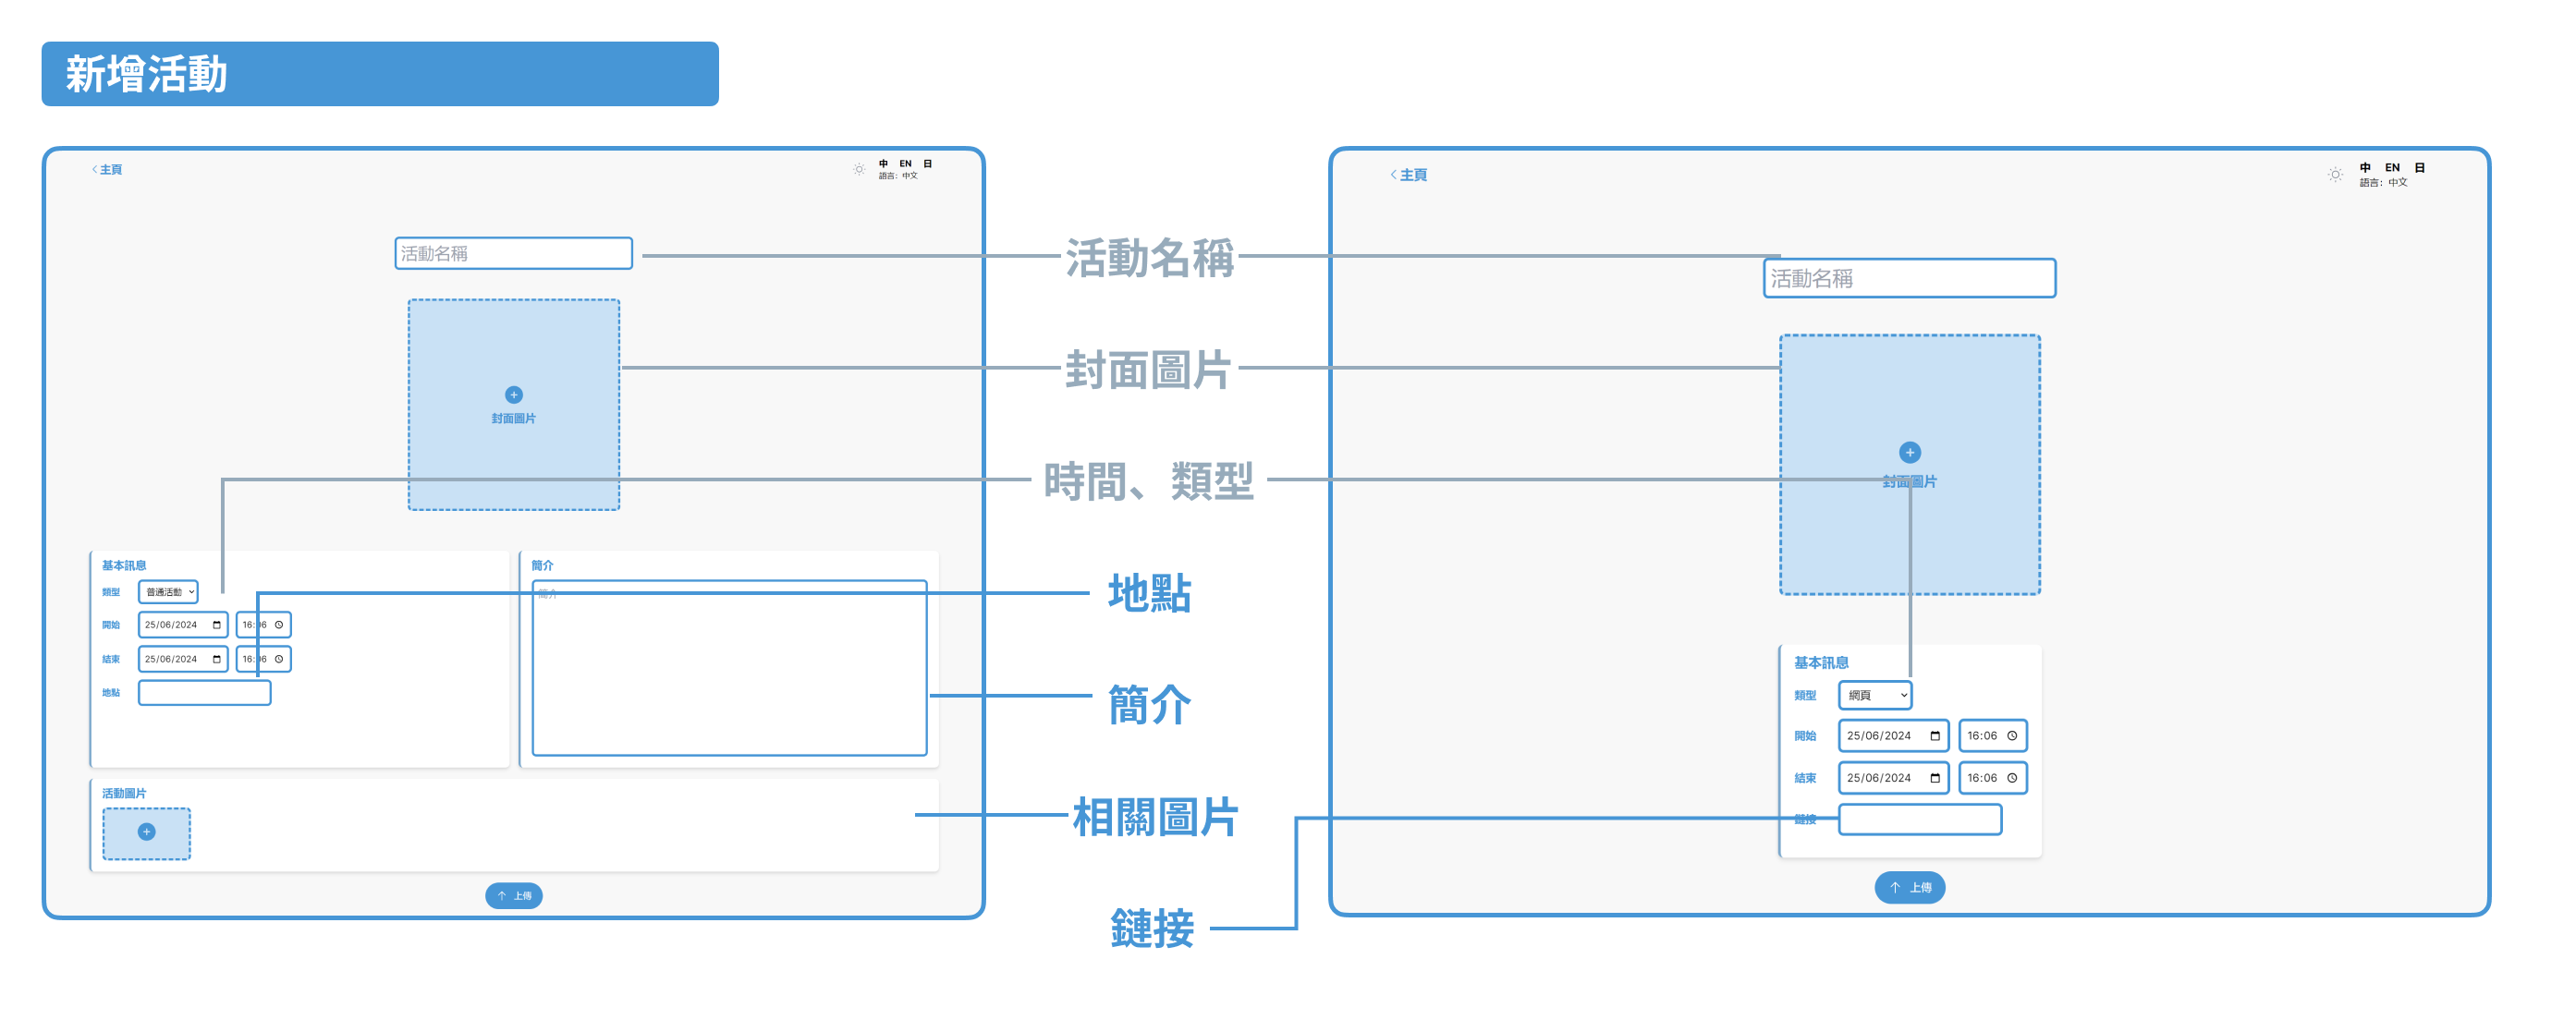 新增活動
主頁
中 EN 日
語言：中文
活動名稱
封面圖片
基本訊息
類型 普通活動
開始 25/06/2024 16:06
結束 25/06/2024 16:06
地點
簡介
簡介
活動圖片
上傳
活動名稱
封面圖片
時間、類型
地點
簡介
相關圖片
鏈接
主頁
中 EN 日
語言：中文
活動名稱
封面圖片
基本訊息
類型 網頁
開始 25/06/2024 16:06
結束 25/06/2024 16:06
鏈接
上傳